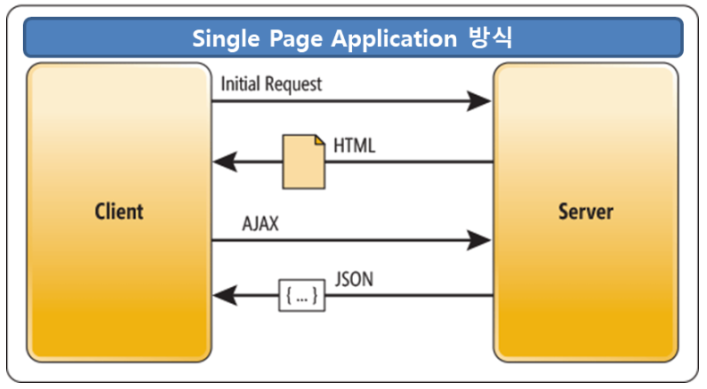 Single Page Application 방식
Initial Request
HTML
Client
Server
AJAX
JSON
{ ... }